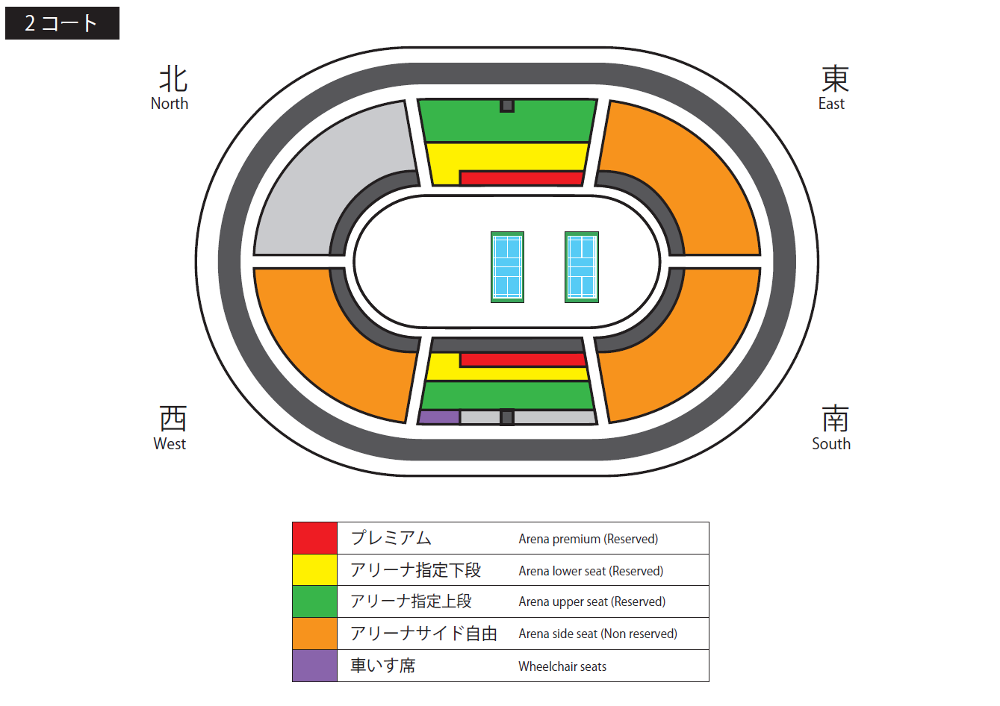 2 コート
北
North
東
East
西
West
南
South
プレミアム Arena premium (Reserved)
アリーナ指定下段 Arena lower seat (Reserved)
アリーナ指定上段 Arena upper seat (Reserved)
アリーナサイド自由 Arena side seat (Non reserved)
車いす席 Wheelchair seats